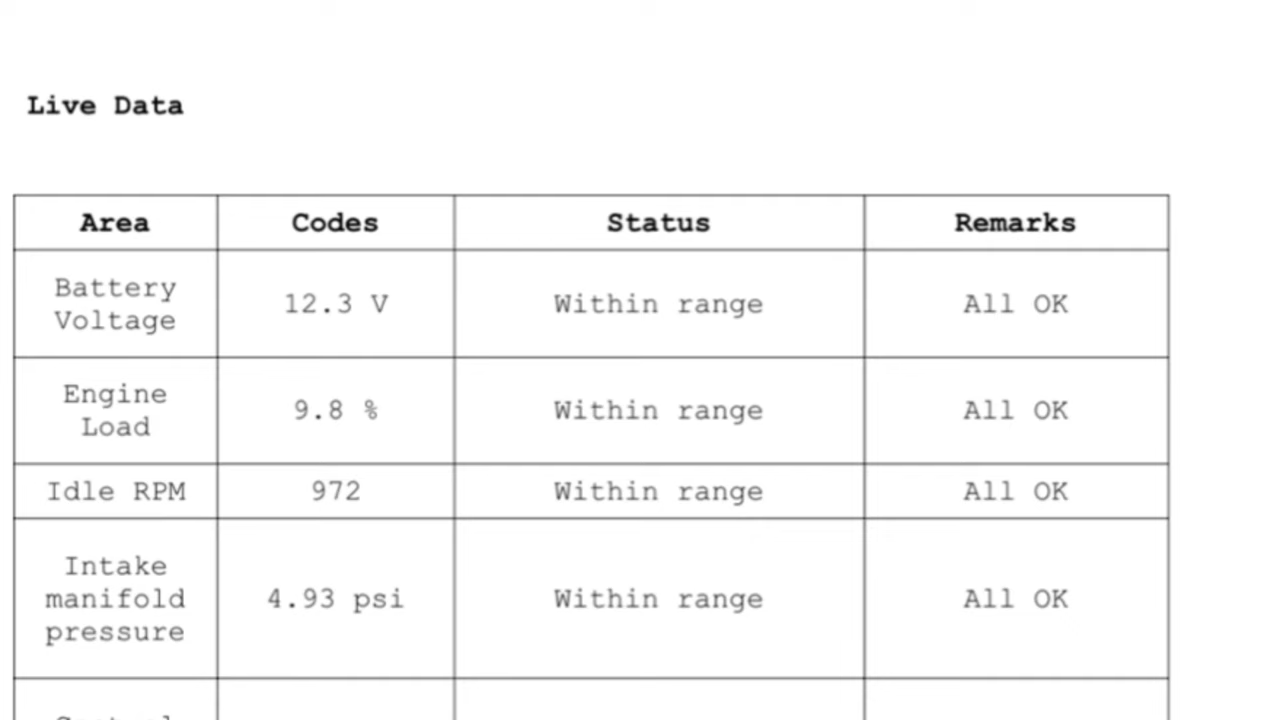 Live Data
Area Codes Status Remarks
Battery
Voltage
12.3 V Within range All OK
Engine
Load
9.8 % Within range All OK
Idle RPM 972 Within range All OK
Intake
manifold
pressure
4.93 psi Within range All OK